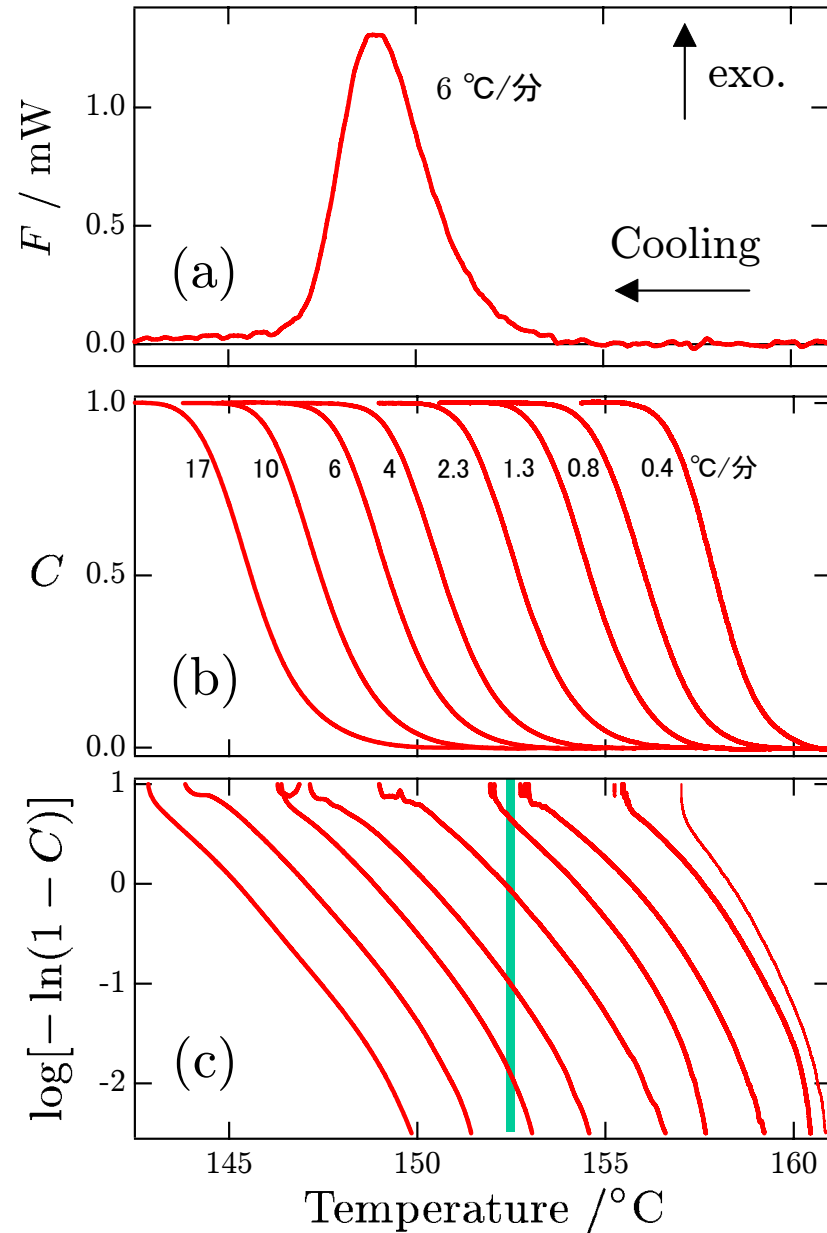 F / mW
1.0
0.5
0.0
6 ℃/分
exo.
Cooling
(a)
C
1.0
0.5
0.0
17 10 6 4 2.3 1.3 0.8 0.4 ℃/分
(b)
log[− ln(1 − C)]
1
0
-1
-2
(c)
145 150 155 160
Temperature /°C